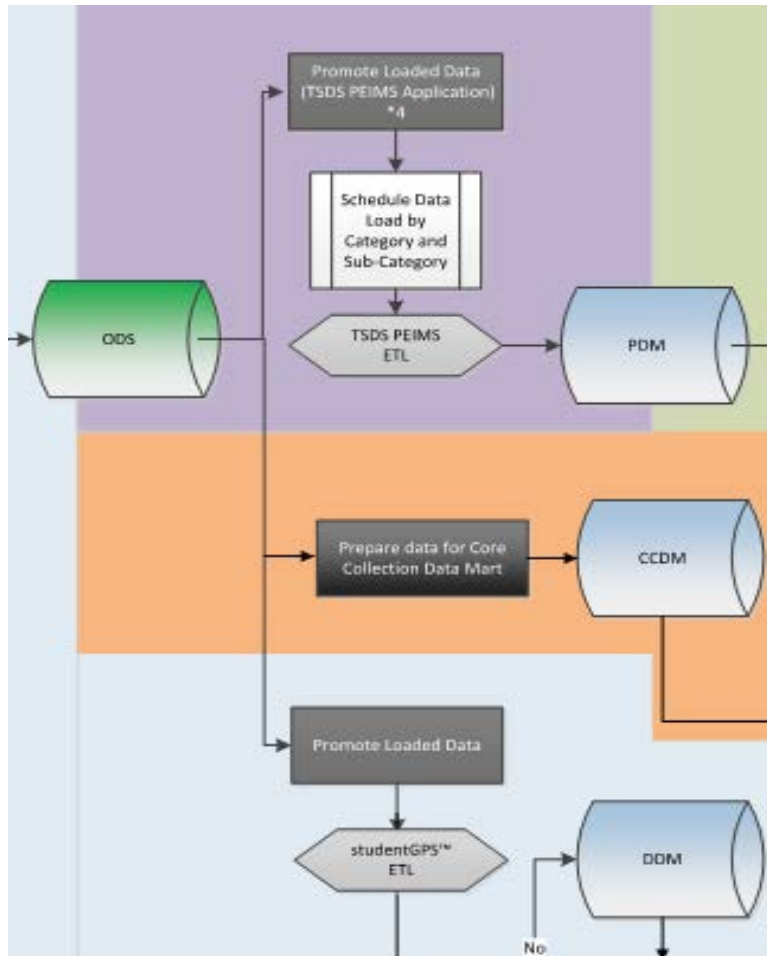 Promote Loaded Data
(TSDS PEIMS Application)
*4
Schedule Data
Load by
Category and
Sub-Category
ODS
TSDS PEIMS
ETL
PDM
Prepare data for Core
Collection Data Mart
CCDM
Promote Loaded Data
studentGPS™
ETL
DDM
No